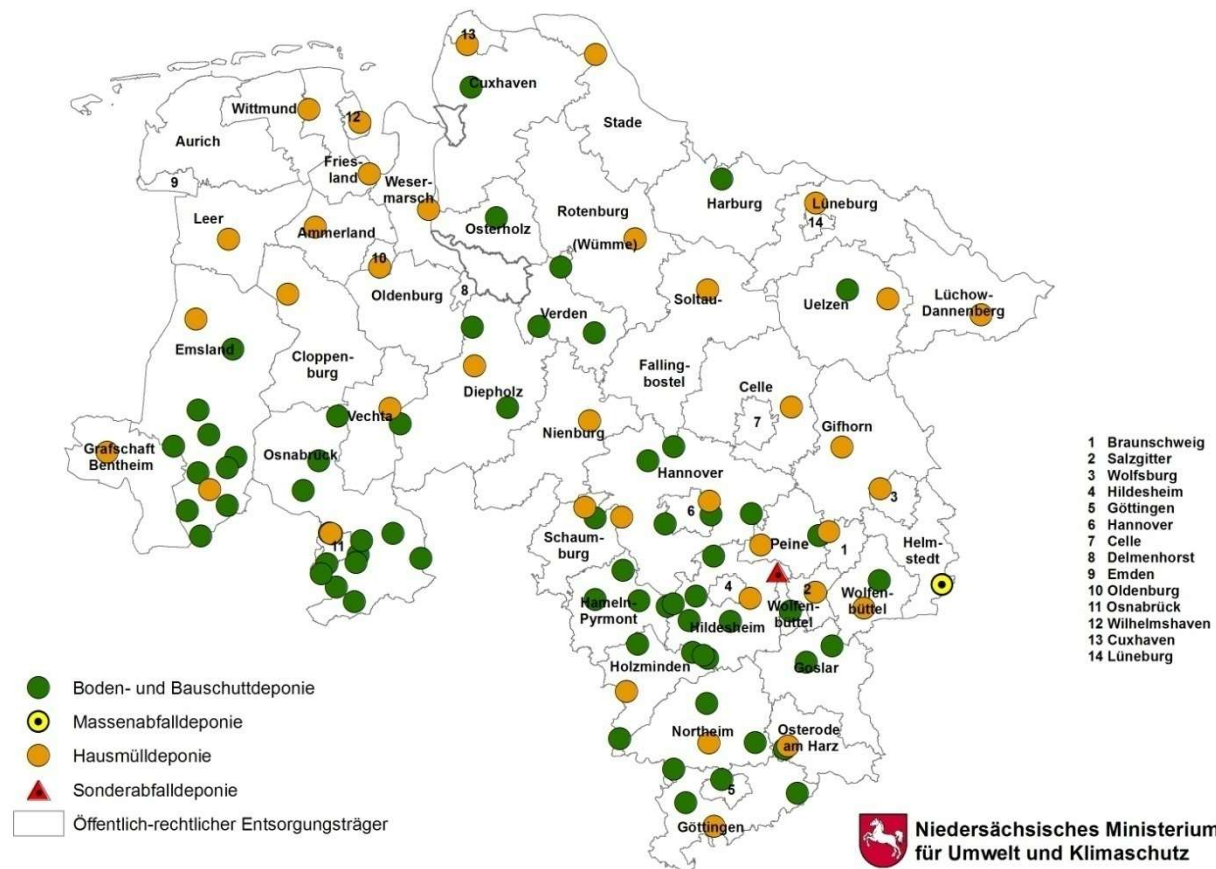 13
Cuxhaven
Wittmund
12
Stade
Aurich
Fries-
land
9
Weser-
marsch
Harburg
Lüneburg
14
Leer
Ammerland
Osterholz
Rotenburg
(Wümme)
10
Oldenburg
8
Soltau-
Uelzen
Lüchow-
Dannenberg
Emsland
Verden
Cloppen-
burg
Falling-
bostel
Diepholz
Celle
7
Vechta
Nienburg
Gifhorn
Grafschaft
Bentheim
Osnabrück
Hannover
3
6
Schaum-
burg
11
Peine
1
Helm-
stedt
4
2
Wolfen-
büttel
Wolfen-
büttel
Hameln-
Pyrmont
Hildesheim
Holzminden
Goslar
Northeim
Osterode
am Harz
5
Göttingen
1 Braunschweig
2 Salzgitter
3 Wolfsburg
4 Hildesheim
5 Göttingen
6 Hannover
7 Celle
8 Delmenhorst
9 Emden
10 Oldenburg
11 Osnabrück
12 Wilhelmshaven
13 Cuxhaven
14 Lüneburg
Boden- und Bauschuttdeponie
Massenabfalldeponie
Hausmülldeponie
Sonderabfalldeponie
Öffentlich-rechtlicher Entsorgungsträger
Niedersächsisches Ministerium
für Umwelt und Klimaschutz